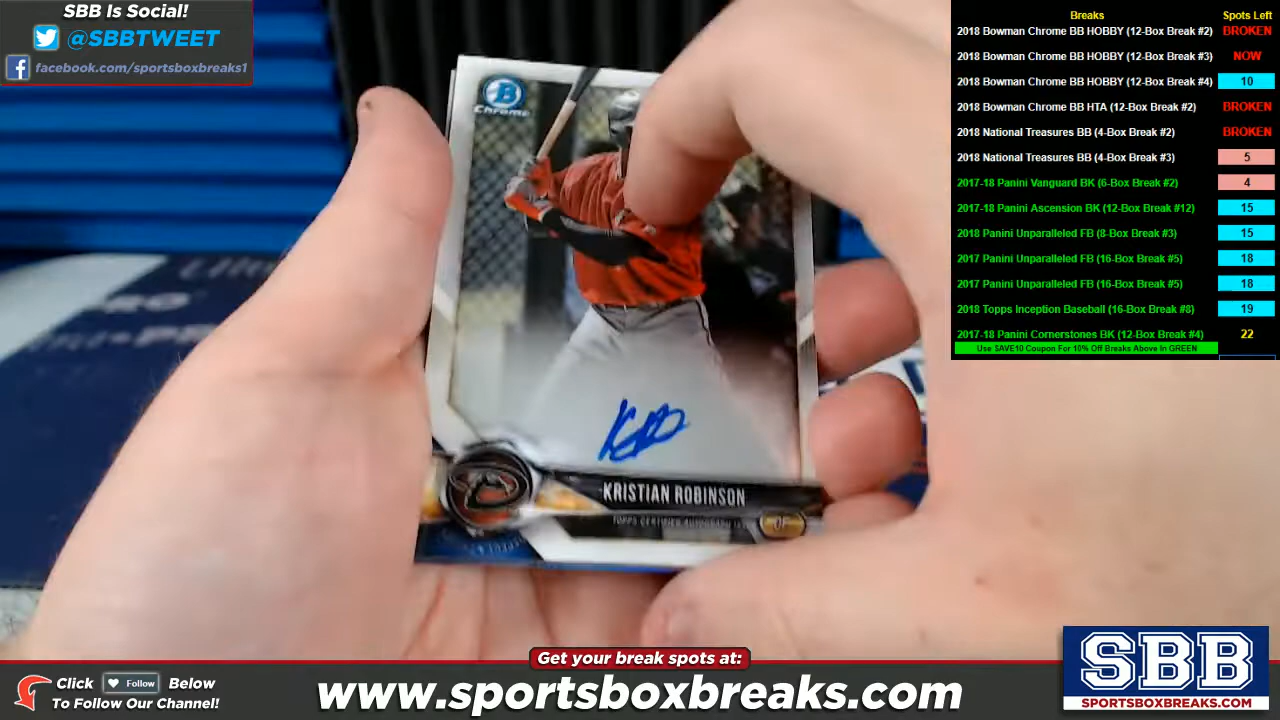 SBB Is Social!
@SBBTWEET
facebook.com/sportsboxbreaks1
B
Chrome
KRISTIAN ROBINSON
TOPPS CERTIFIED AUTOGRAPH
OF
Breaks Spots Left
2018 Bowman Chrome BB HOBBY (12-Box Break #2) BROKEN
2018 Bowman Chrome BB HOBBY (12-Box Break #3) NOW
2018 Bowman Chrome BB HOBBY (12-Box Break #4) 10
2018 Bowman Chrome BB HTA (12-Box Break #2) BROKEN
2018 National Treasures BB (4-Box Break #2) BROKEN
2018 National Treasures BB (4-Box Break #3) 5
2017-18 Panini Vanguard BK (6-Box Break #2) 4
2017-18 Panini Ascension BK (12-Box Break #12) 15
2018 Panini Unparalleled FB (8-Box Break #3) 15
2017 Panini Unparalleled FB (16-Box Break #5) 18
2017 Panini Unparalleled FB (16-Box Break #5) 18
2018 Topps Inception Baseball (16-Box Break #8) 19
2017-18 Panini Cornerstones BK (12-Box Break #4) 22
Use SAVE10 Coupon For 10% Off Breaks Above In GREEN
Get your break spots at:
Click Follow Below
To Follow Our Channel!
www.sportsboxbreaks.com
SBB
SPORTSBOXBREAKS.COM